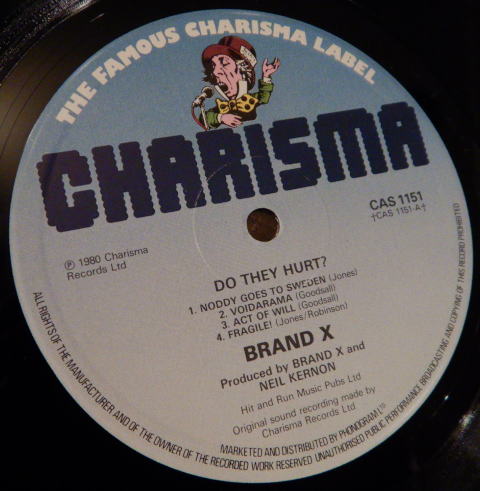 THE FAMOUS CHARISMA LABEL
CHARISMA
CAS 1151
†CAS 1151-A†
℗ 1980 Charisma
Records Ltd
DO THEY HURT?
1. NODDY GOES TO SWEDEN (Jones)
2. VOIDARAMA (Goodsall)
3. ACT OF WILL (Goodsall)
4. FRAGILE! (Jones/Robinson)
BRAND X
Produced by BRAND X and
NEIL KERNON
Hit and Run Music Pubs Ltd
Original sound recording made by
Charisma Records Ltd
MARKETED AND DISTRIBUTED BY PHONOGRAM LTD
ALL RIGHTS OF THE MANUFACTURER AND OF THE OWNER OF THE RECORDED WORK RESERVED UNAUTHORISED PUBLIC PERFORMANCE BROADCASTING AND COPYING OF THIS RECORD PROHIBITED